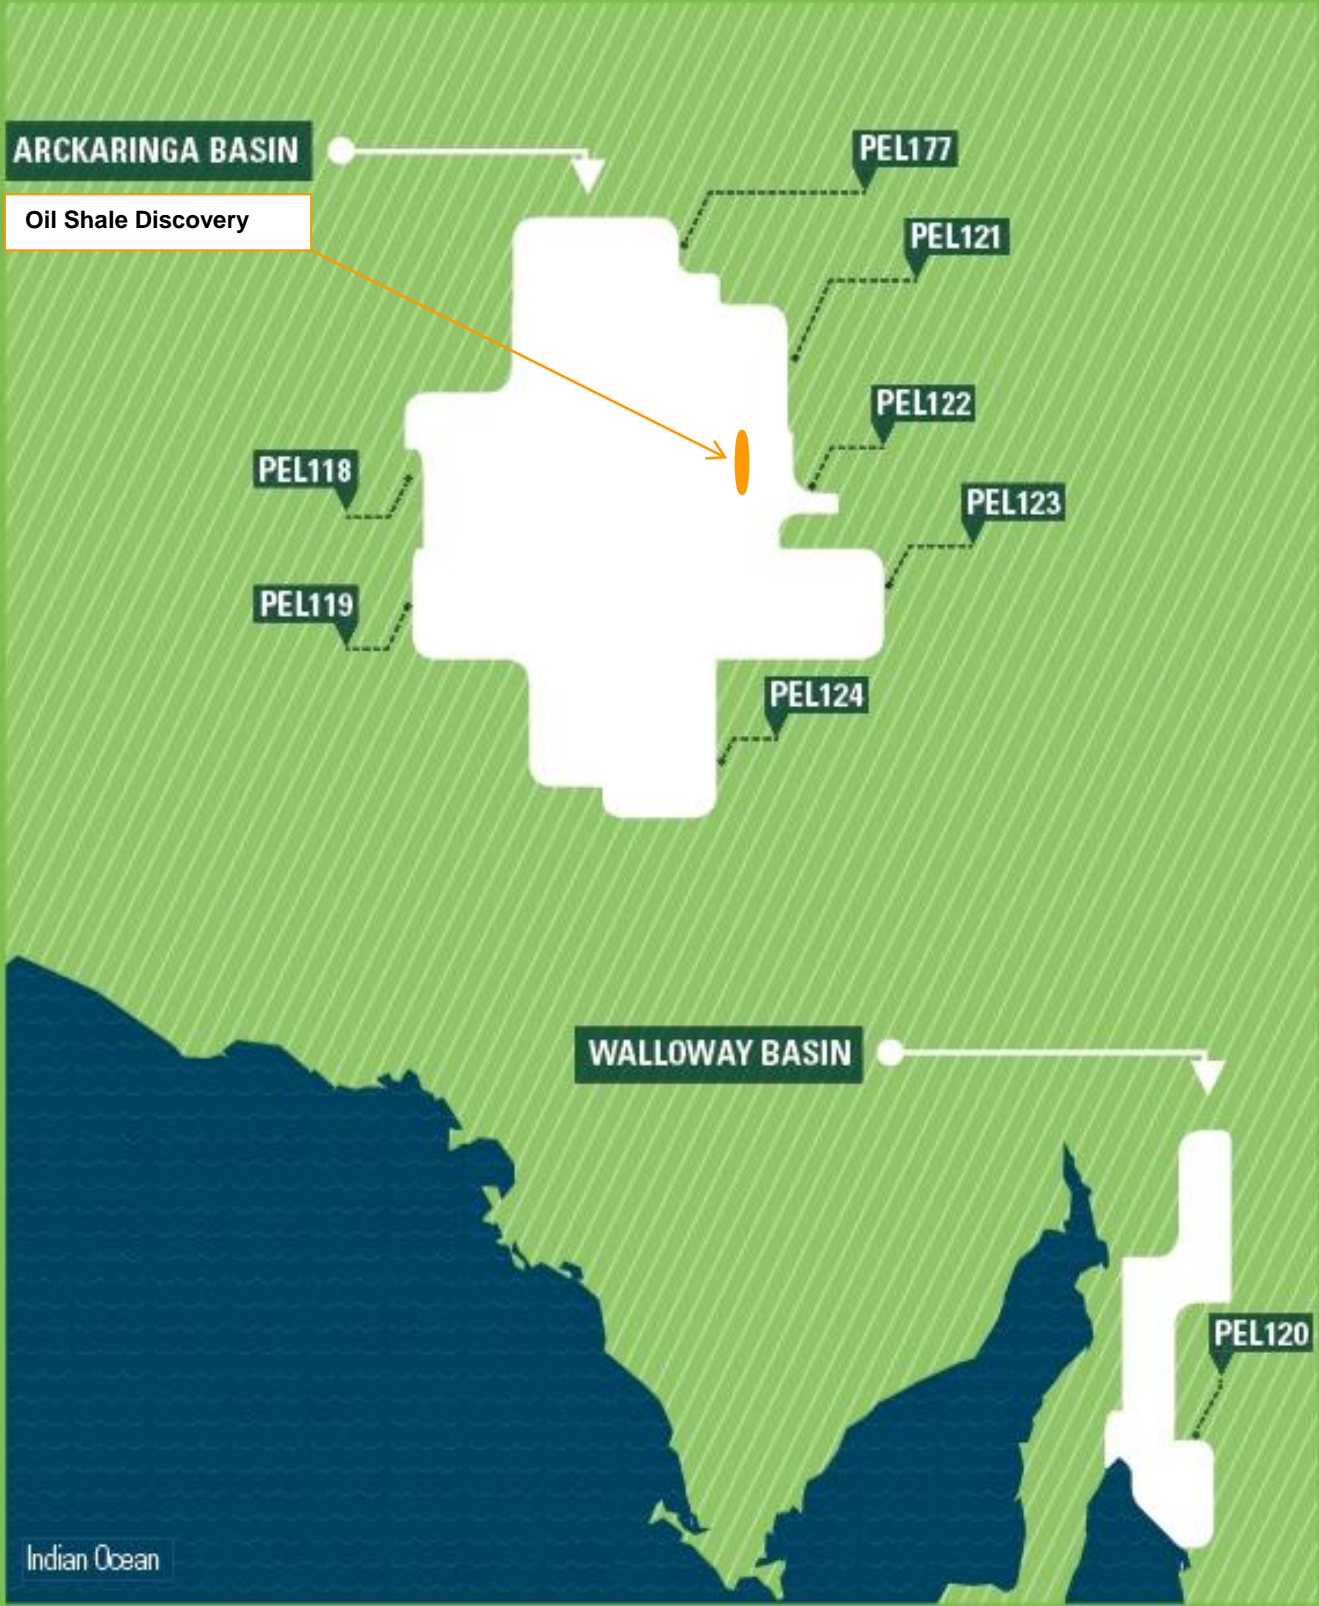 ARCKARINGA BASIN
PEL177
Oil Shale Discovery
PEL121
PEL122
PEL118
PEL123
PEL119
PEL124
WALLOWAY BASIN
PEL120
Indian Ocean